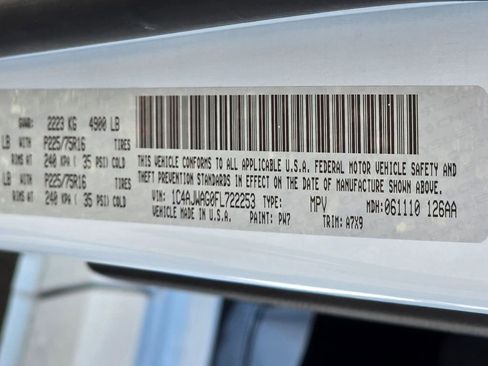 GVWR: 2223 KG 4900 LB
LB WITH P225/75R16 TIRES
RIMS AT 240 KPA ( 35 PSI) COLD
LB WITH P225/75R16 TIRES
RIMS AT 240 KPA ( 35 PSI) COLD
THIS VEHICLE CONFORMS TO ALL APPLICABLE U.S.A. FEDERAL MOTOR VEHICLE SAFETY AND
THEFT PREVENTION STANDARDS IN EFFECT ON THE DATE OF MANUFACTURE SHOWN ABOVE.
VIN: 1C4AJWAG0FL722253 TYPE: MPV MDH: 061110 126AA
VEHICLE MADE IN U.S.A. PAINT: PW7 TRIM: A7X9